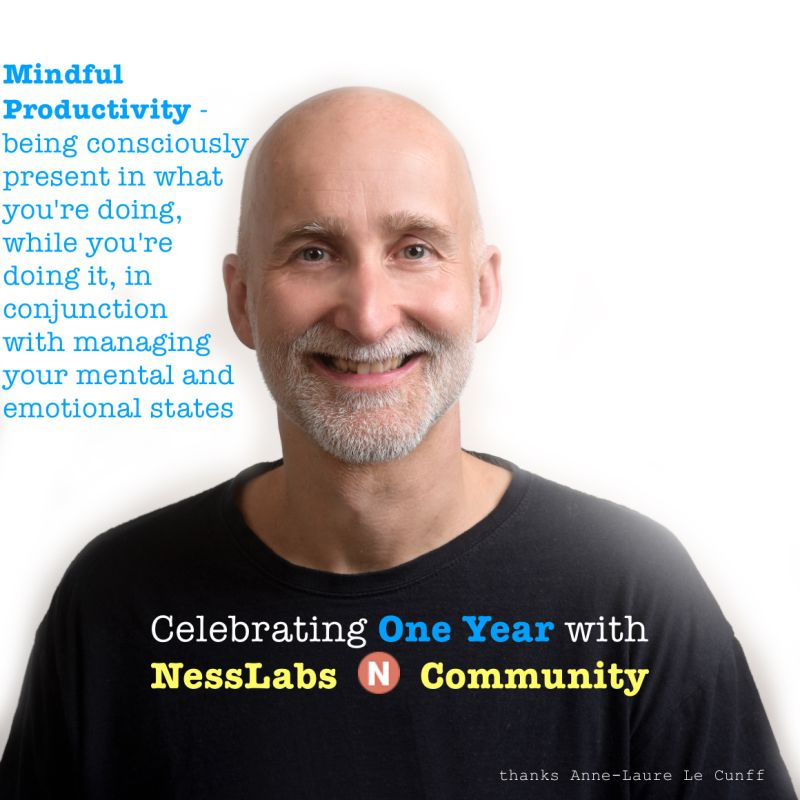 Mindful
Productivity -
being consciously
present in what
you're doing,
while you're
doing it, in
conjunction
with managing
your mental and
emotional states
Celebrating One Year with
NessLabs N Community
thanks Anne-Laure Le Cunff